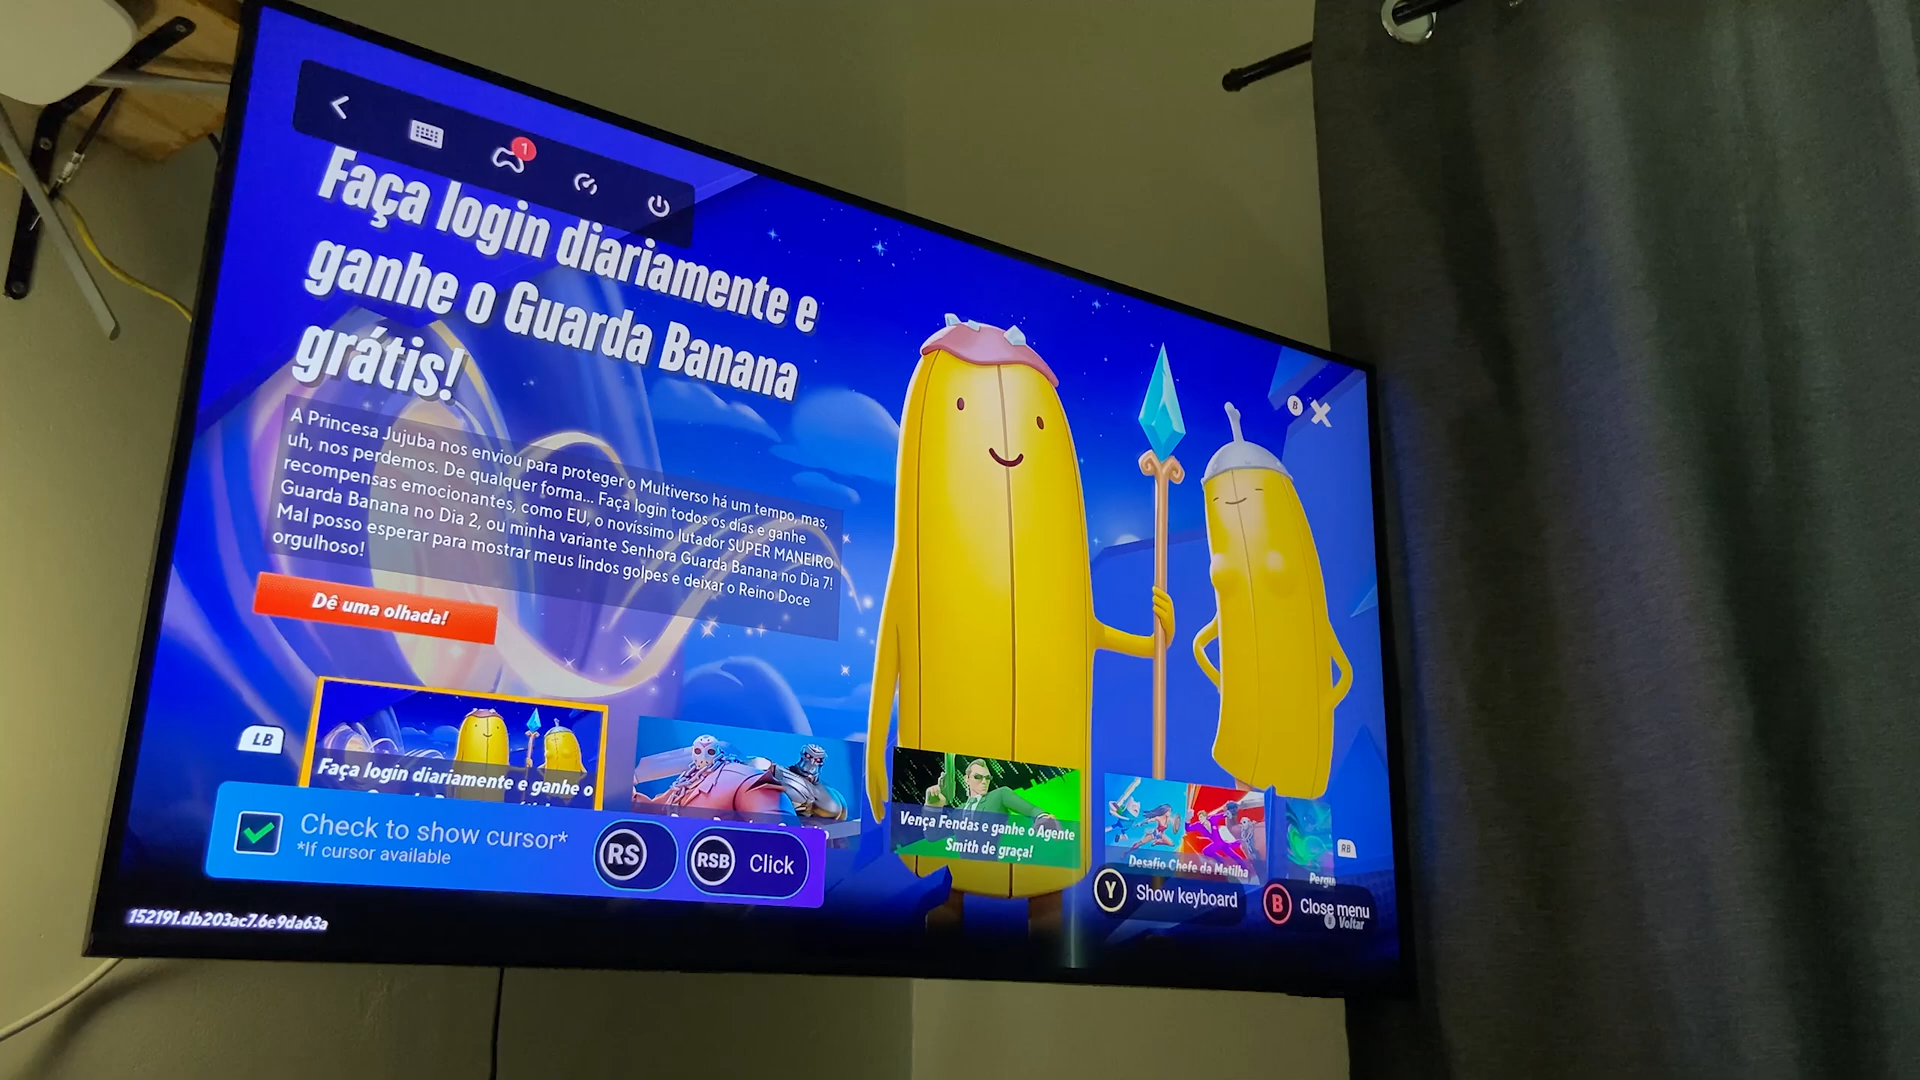 1
Faça login diariamente e
ganhe o Guarda Banana
grátis!
A Princesa Jujuba nos enviou para proteger o Multiverso há um tempo, mas,
uh, nos perdemos. De qualquer forma... Faça login todos os dias e ganhe
recompensas emocionantes, como EU, o novíssimo lutador SUPER MANEIRO
Guarda Banana no Dia 2, ou minha variante Senhora Guarda Banana no Dia 7!
Mal posso esperar para mostrar meus lindos golpes e deixar o Reino Doce
orgulhoso!
B
Dê uma olhada!
LB
Faça login diariamente e ganhe o
Vença Fendas e ganhe o Agente
Smith de graça!
Desafio Chefe da Matilha
RB
Check to show cursor*
*If cursor available
RS
RSB Click
Y Show keyboard
B Close menu
Voltar
152191.db203ac7.6e9da63a